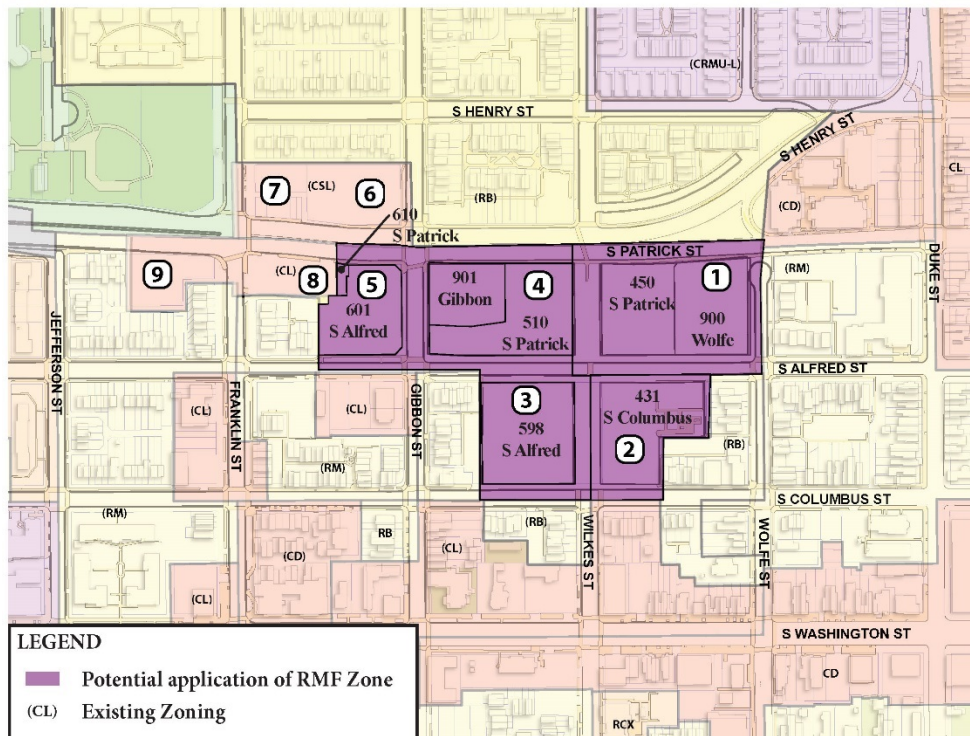 (CRMU-L)
S HENRY ST
S HENRY ST
(CSL)
7
6
(RB)
(CD)
CL
610
S Patrick
S PATRICK ST
DUKE ST
9
(CL)
8
5
901
Gibbon
4
450
S Patrick
1
(RM)
601
S Alfred
510
S Patrick
900
Wolfe
JEFFERSON ST
S ALFRED ST
FRANKLIN ST
GIBBON ST
(CL)
(CL)
3
598
S Alfred
431
S Columbus
2
(RB)
(RM)
S COLUMBUS ST
(RM)
(CD)
RB
(CL)
(RB)
WILKES ST
WOLFE ST
(CL)
S WASHINGTON ST
CD
RCX
LEGEND
Potential application of RMF Zone
(CL) Existing Zoning